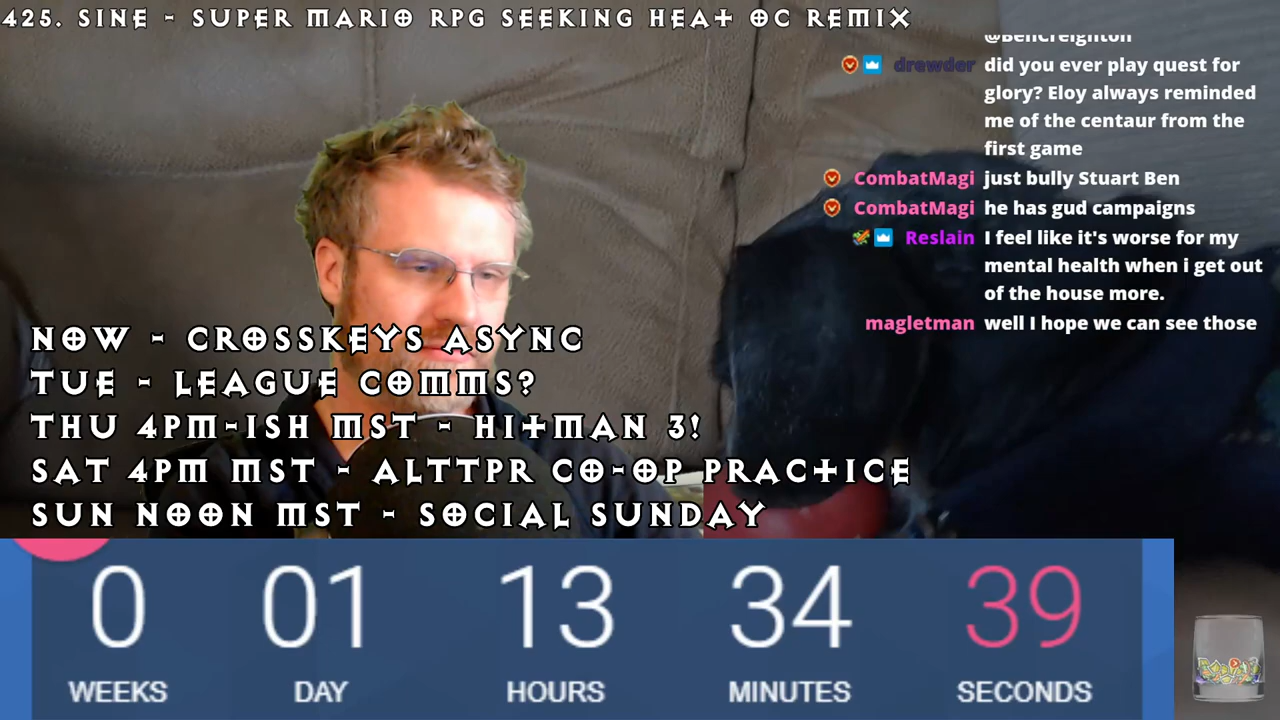 425. SINE - SUPER MARIO RPG SEEKING HEAT OC REMIX
@BenCreighton
drewder did you ever play quest for
glory? Eloy always reminded
me of the centaur from the
first game
CombatMagi just bully Stuart Ben
CombatMagi he has gud campaigns
Reslain I feel like it's worse for my
mental health when i get out
of the house more.
magletman well I hope we can see those
NOW - CROSSKEYS ASYNC
TUE - LEAGUE COMMS?
THU 4PM-ISH MST - HITMAN 3!
SAT 4PM MST - ALTTPR CO-OP PRACTICE
SUN NOON MST - SOCIAL SUNDAY
0 01 13 34 39
WEEKS DAY HOURS MINUTES SECONDS